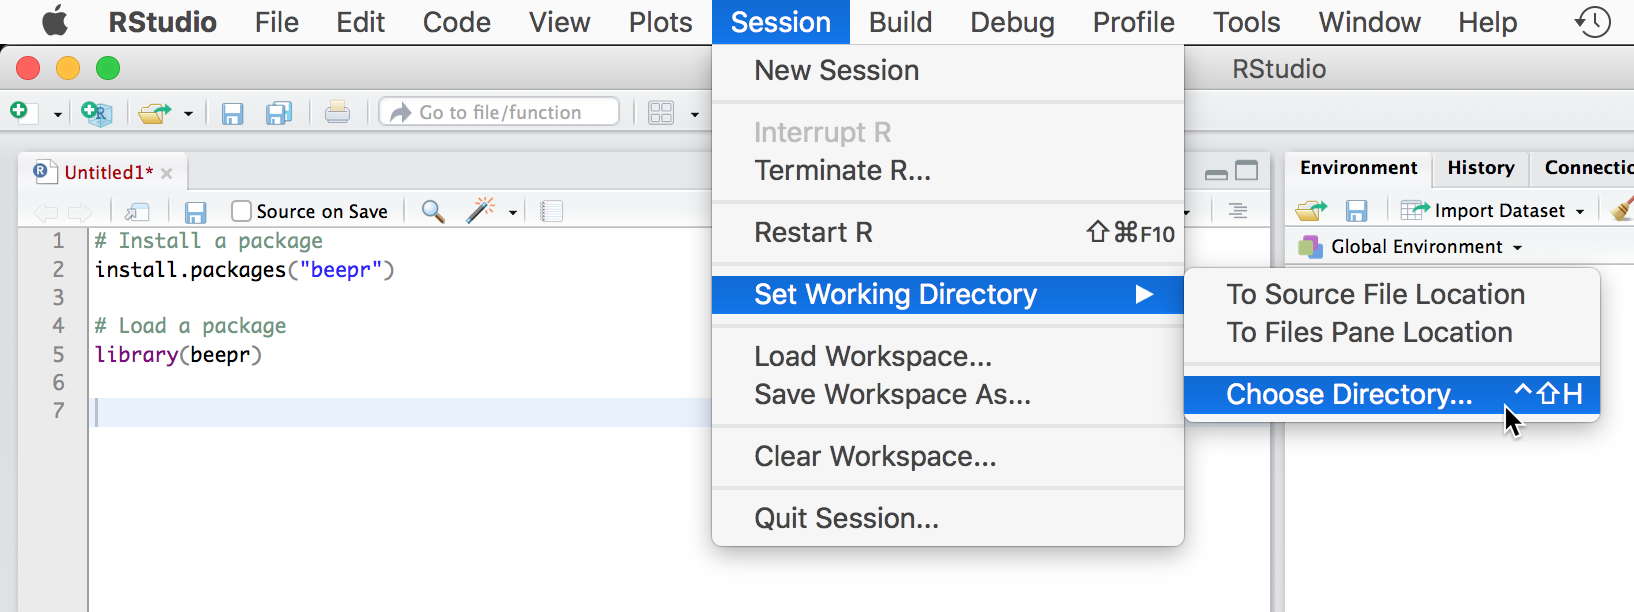 RStudio File Edit Code View Plots Session Build Debug Profile Tools Window Help
RStudio
Go to file/function
Untitled1*
Source on Save
1 # Install a package
2 install.packages("beepr")
3
4 # Load a package
5 library(beepr)
6
7
New Session
Interrupt R
Terminate R...
Restart R ⇧⌘F10
Set Working Directory ▶
Load Workspace...
Save Workspace As...
Clear Workspace...
Quit Session...
To Source File Location
To Files Pane Location
Choose Directory... ^⇧H
Environment History Connectio
Import Dataset
R Global Environment